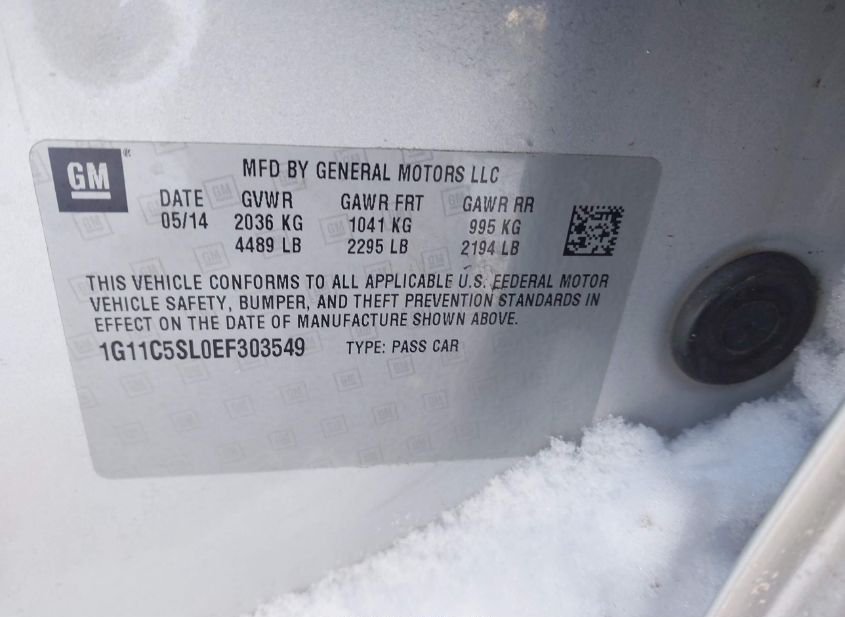 GM®
MFD BY GENERAL MOTORS LLC
DATE GVWR GAWR FRT GAWR RR
05/14 2036 KG 1041 KG 995 KG
4489 LB 2295 LB 2194 LB
THIS VEHICLE CONFORMS TO ALL APPLICABLE U.S. FEDERAL MOTOR
VEHICLE SAFETY, BUMPER, AND THEFT PREVENTION STANDARDS IN
EFFECT ON THE DATE OF MANUFACTURE SHOWN ABOVE.
1G11C5SL0EF303549 TYPE: PASS CAR